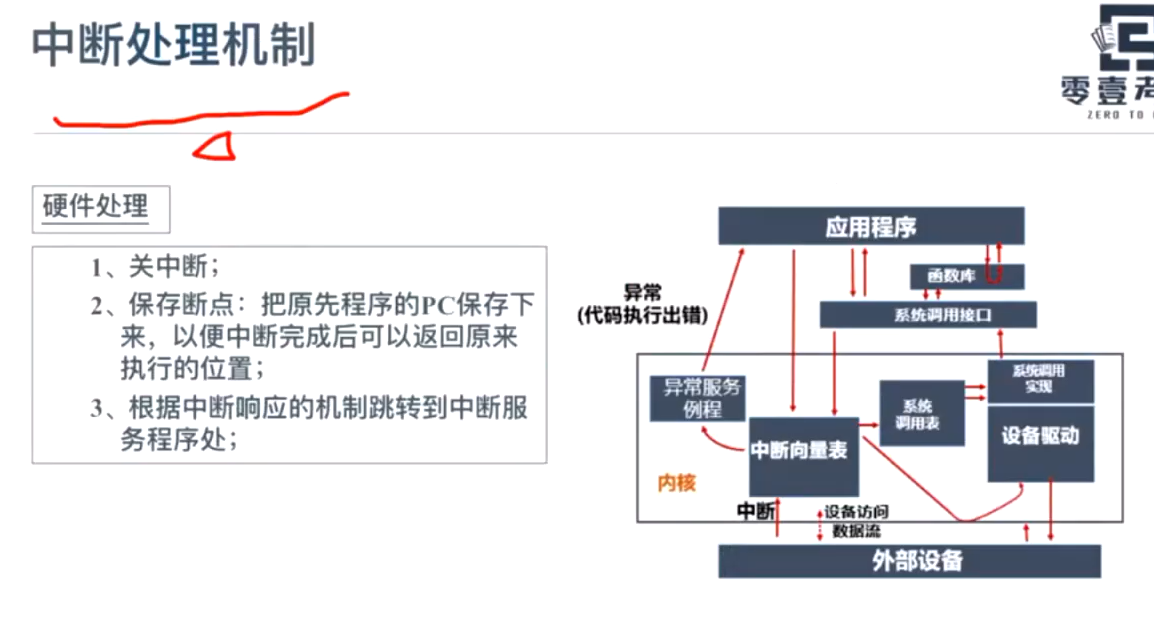 中断处理机制
零壹
ZERO TO
硬件处理
1、关中断；
2、保存断点：把原先程序的PC保存下
来，以便中断完成后可以返回原来
执行的位置；
3、根据中断响应的机制跳转到中断服
务程序处；
应用程序
函数库
异常
(代码执行出错)
系统调用接口
异常服务
例程
系统
调用表
系统调用
实现
中断向量表
设备驱动
内核
中断
设备访问
数据流
外部设备